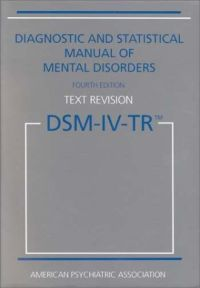 DIAGNOSTIC AND STATISTICAL
MANUAL OF
MENTAL DISORDERS
FOURTH EDITION
TEXT REVISION
DSM-IV-TR™
AMERICAN PSYCHIATRIC ASSOCIATION